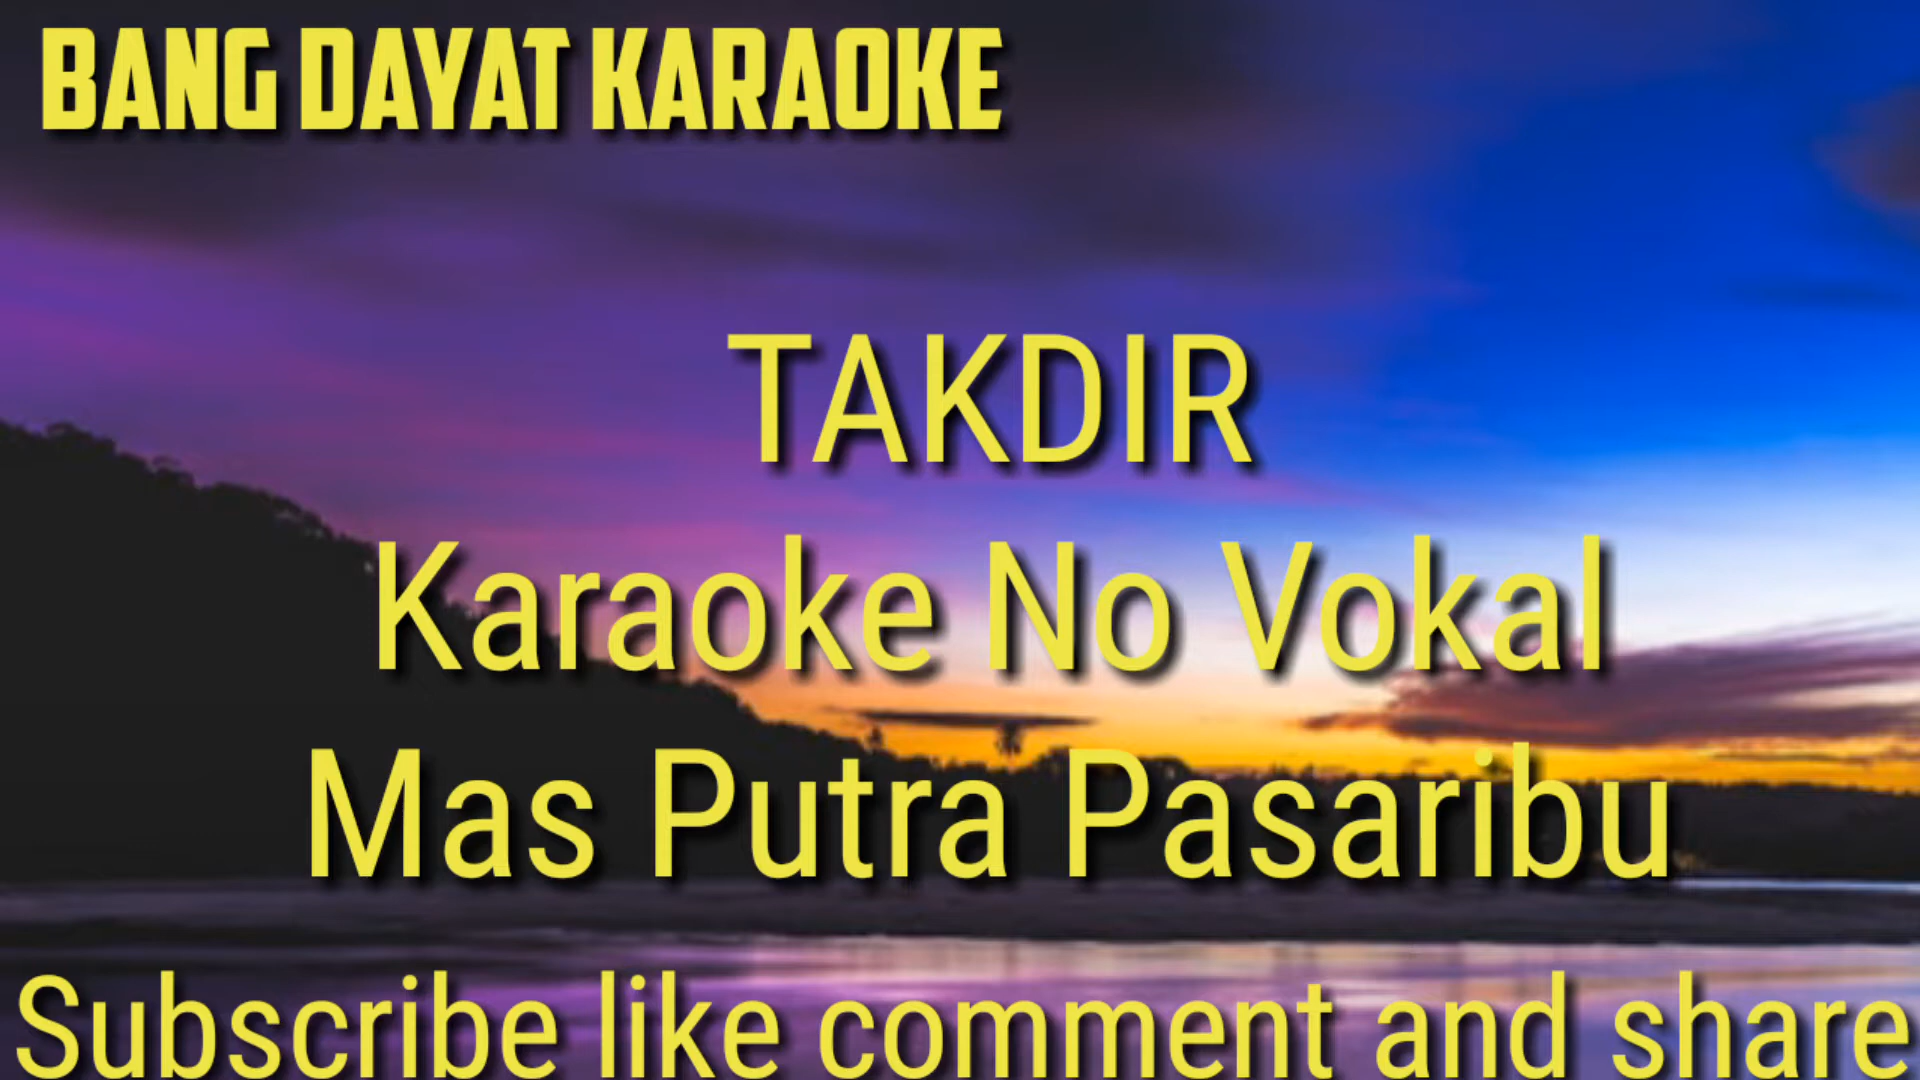 BANG DAYAT KARAOKE
TAKDIR
Karaoke No Vokal
Mas Putra Pasaribu
Subscribe like comment and share